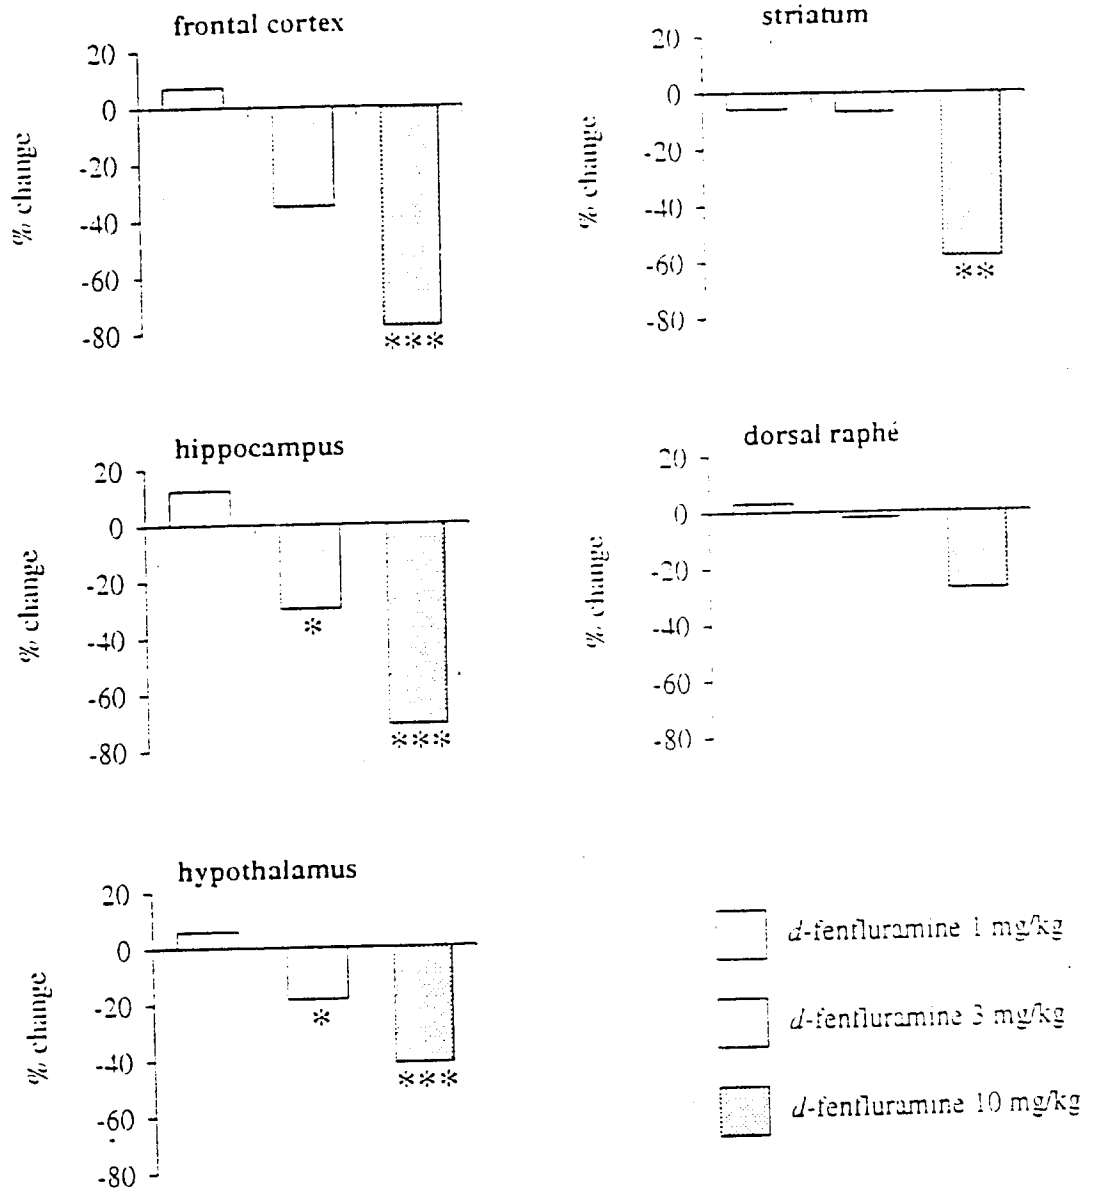 frontal cortex
20
0
-20
-40
-60
-80
% change
***
striatum
20
0
-20
-40
-60
-80
% change
**
hippocampus
20
0
-20
-40
-60
-80
% change
*
***
dorsal raphé
20
0
-20
-40
-60
-80
% change
hypothalamus
20
0
-20
-40
-60
-80
% change
*
***
d-fenfluramine 1 mg/kg
d-fenfluramine 3 mg/kg
d-fenfluramine 10 mg/kg